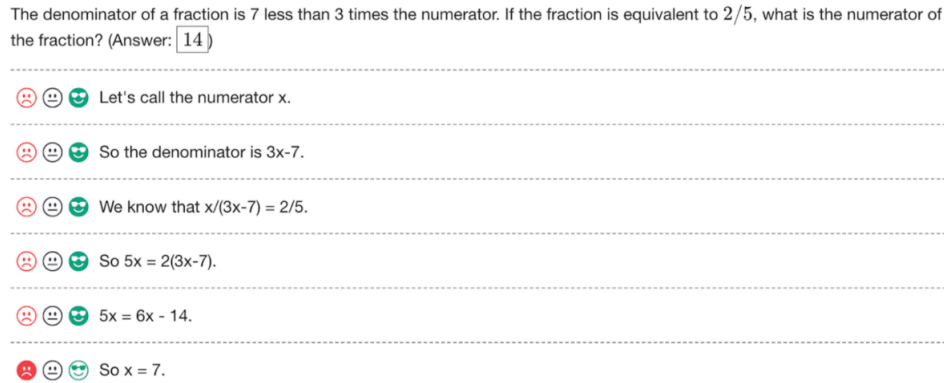 The denominator of a fraction is 7 less than 3 times the numerator. If the fraction is equivalent to 2/5, what is the numerator of
the fraction? (Answer: 14)
Let's call the numerator x.
So the denominator is 3x-7.
We know that x/(3x-7) = 2/5.
So 5x = 2(3x-7).
5x = 6x - 14.
So x = 7.